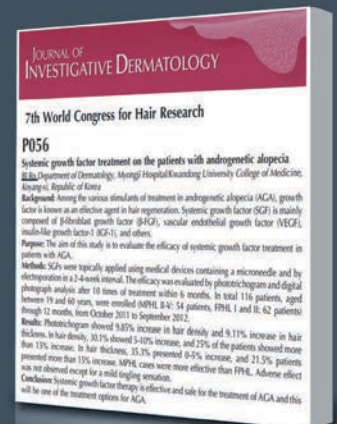 JOURNAL OF
INVESTIGATIVE DERMATOLOGY
7th World Congress for Hair Research
P056
Systemic growth factor treatment on the patients with androgenetic alopecia
BI Ro Department of Dermatology, Myongji Hospital/Kwandong University College of Medicine,
Koyang-si, Republic of Korea
Background: Among the various stimulants of treatment in androgenetic alopecia (AGA), growth
factor is known as an effective agent in hair regeneration. Systemic growth factor (SGF) is mainly
composed of β-fibroblast growth factor (β-FGF), vascular endothelial growth factor (VEGF),
insulin-like growth factor-1 (IGF-1), and others.
Purpose: The aim of this study is to evaluate the efficacy of systemic growth factor treatment in
patients with AGA.
Methods: SGFs were topically applied using medical devices containing a microneedle and by
electroporation in a 2-4-week interval. The efficacy was evaluated by phototrichogram and digital
photograph analysis after 10 times of treatment within 6 months. In total 116 patients, aged
between 19 and 60 years, were enrolled (MPHL II-V: 54 patients, FPHL I and II: 62 patients)
through 12 months, from October 2011 to September 2012.
Results: Phototrichogram showed 9.85% increase in hair density and 9.11% increase in hair
thickness. In hair density, 30.1% showed 5-10% increase, and 25% of the patients showed more
than 15% increase. In hair thickness, 35.3% presented 0-5% increase, and 21.5% patients
presented more than 15% increase. MPHL cases were more effective than FPHL. Adverse effect
was not observed except for a mild tingling sensation.
Conclusion: Systemic growth factor therapy is effective and safe for the treatment of AGA and this
will be one of the treatment options for AGA.